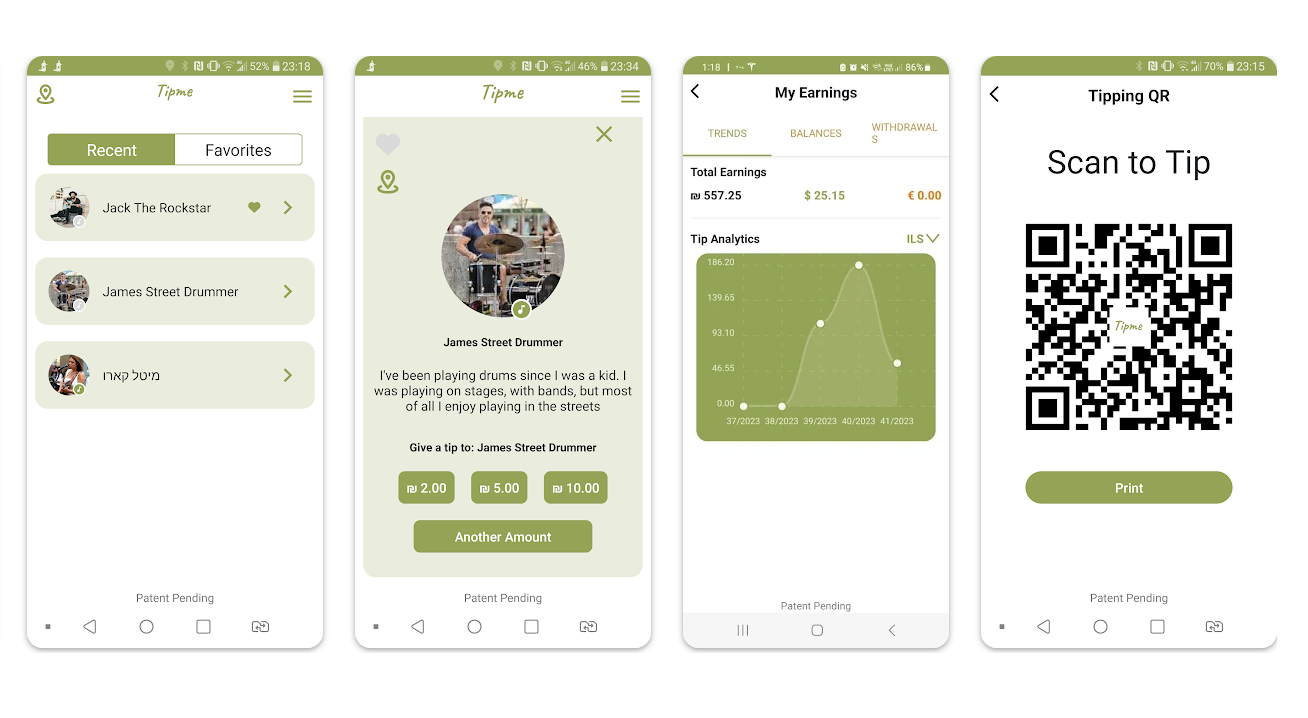 52% 23:18
Tipme
Recent Favorites
Jack The Rockstar
James Street Drummer
מיטל קארו
Patent Pending
46% 23:34
Tipme
James Street Drummer
I've been playing drums since I was a kid. I
was playing on stages, with bands, but most
of all I enjoy playing in the streets
Give a tip to: James Street Drummer
₪ 2.00 ₪ 5.00 ₪ 10.00
Another Amount
Patent Pending
1:18 86%
My Earnings
TRENDS BALANCES WITHDRAWAL
S
Total Earnings
₪ 557.25 $ 25.15 € 0.00
Tip Analytics ILS
186.20
139.65
93.10
46.55
0.00
37/2023 38/2023 39/2023 40/2023 41/2023
Patent Pending
70% 23:15
Tipping QR
Scan to Tip
Tipme
Print
Patent Pending